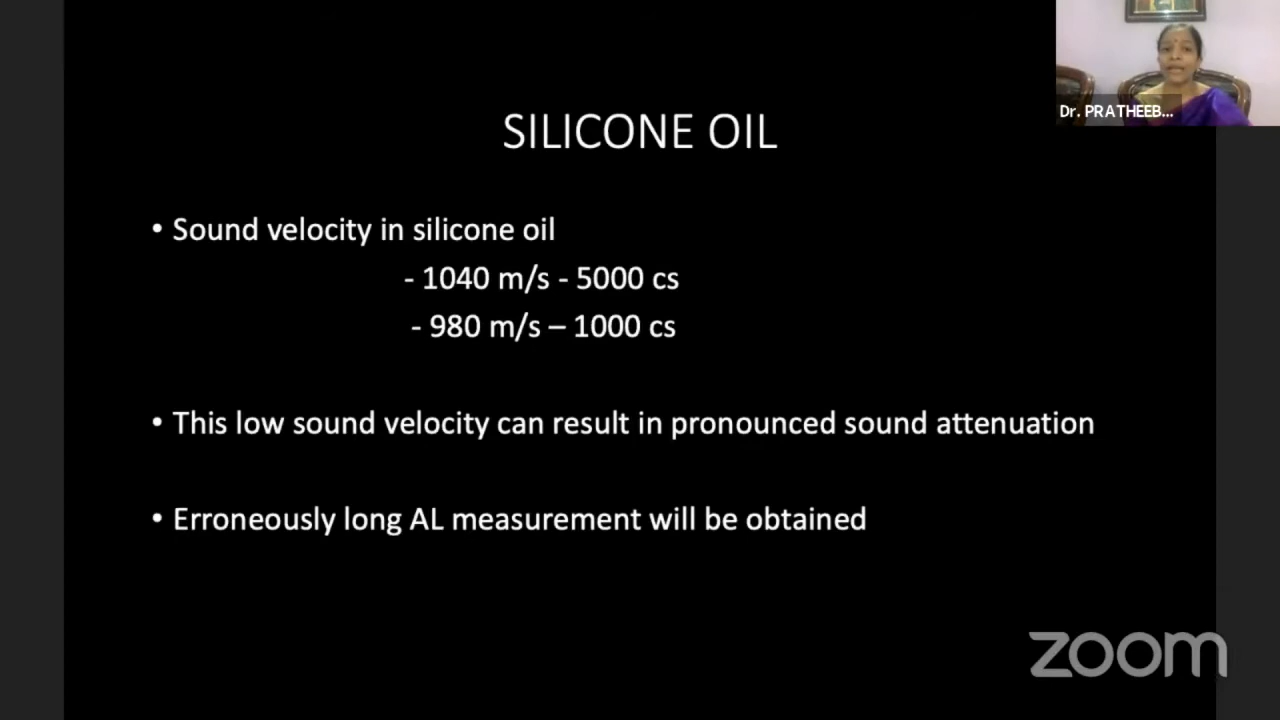 Dr. PRATHEEB...
SILICONE OIL
• Sound velocity in silicone oil
- 1040 m/s - 5000 cs
- 980 m/s – 1000 cs
• This low sound velocity can result in pronounced sound attenuation
• Erroneously long AL measurement will be obtained
zoom